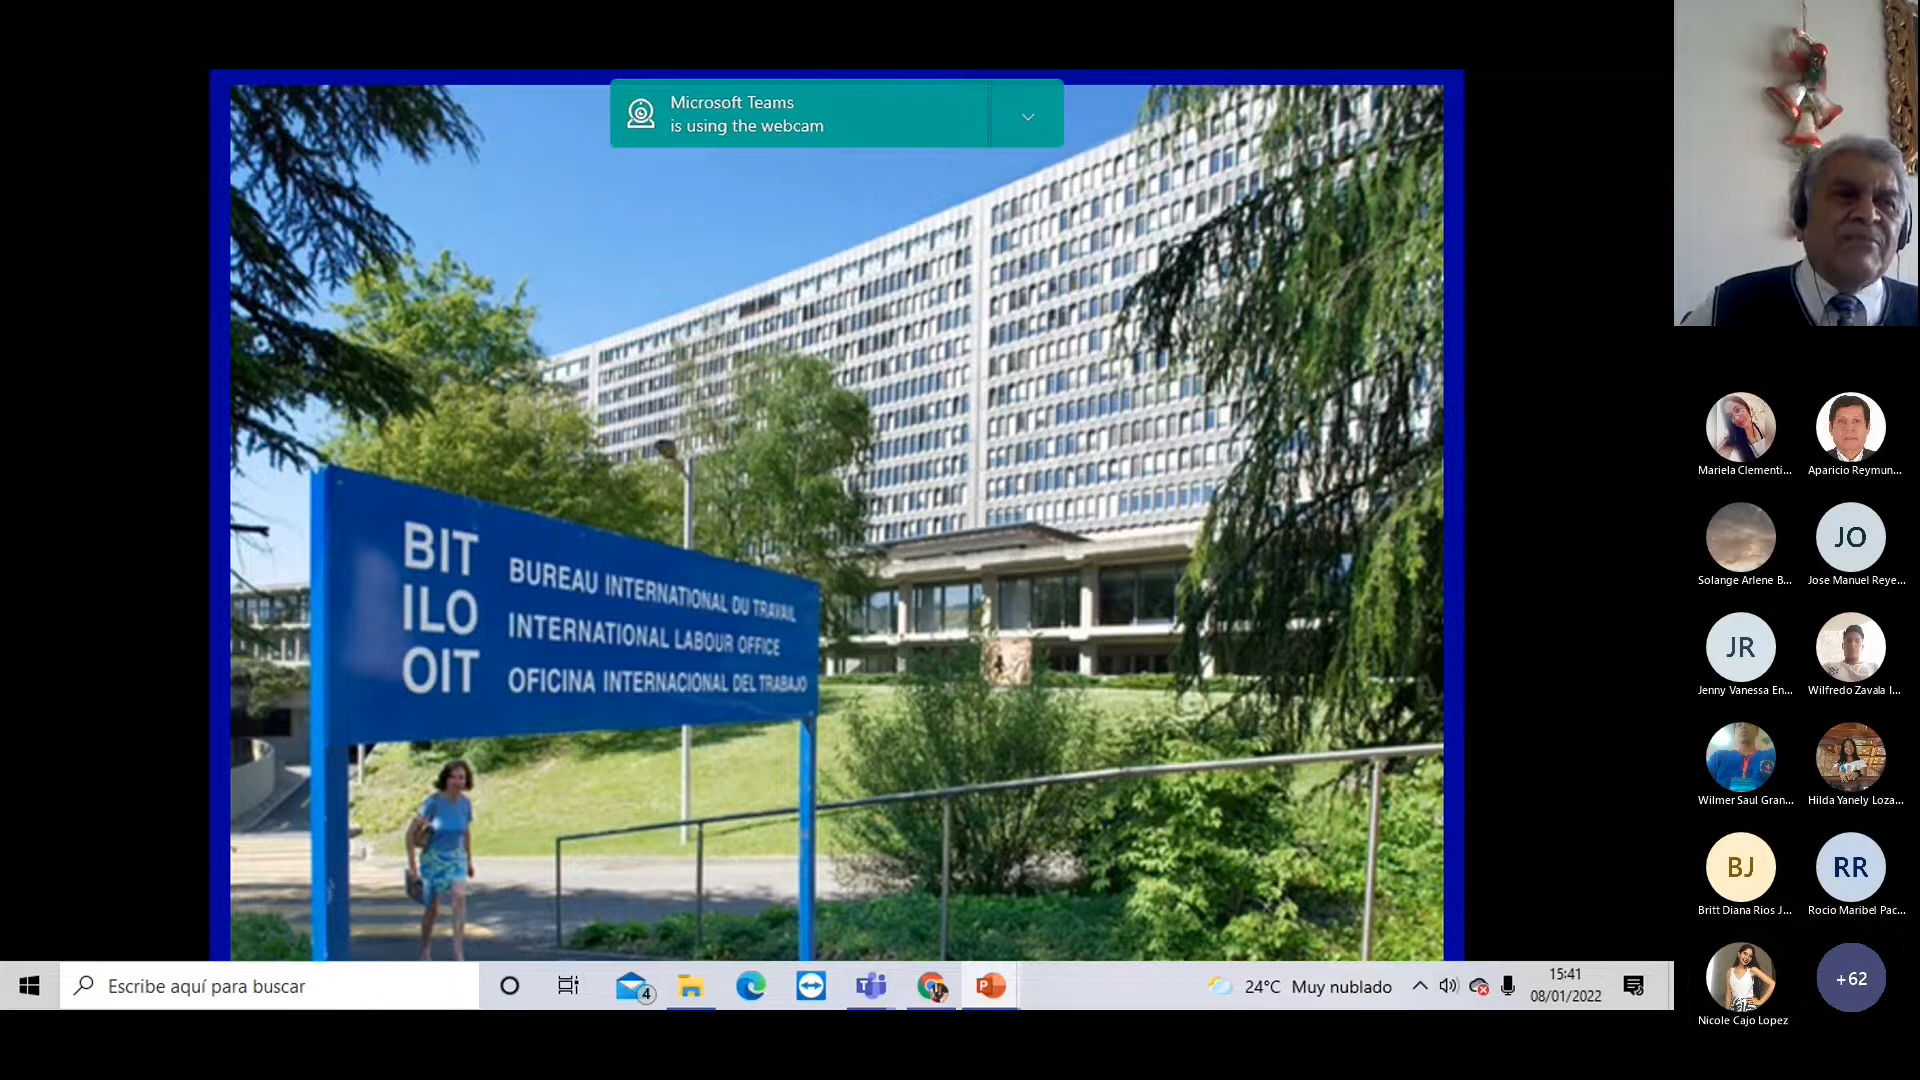 Microsoft Teams
is using the webcam
BIT BUREAU INTERNATIONAL DU TRAVAIL
ILO INTERNATIONAL LABOUR OFFICE
OIT OFICINA INTERNACIONAL DEL TRABAJO
Mariela Clementi...
Aparicio Reymun...
Solange Arlene B...
JO
Jose Manuel Reye...
JR
Jenny Vanessa En...
Wilfredo Zavala I...
Wilmer Saul Gran...
Hilda Yanely Loza...
BJ
Britt Diana Rios J...
RR
Rocio Maribel Pac...
Nicole Cajo Lopez
+62
Escribe aquí para buscar
4
24°C Muy nublado
15:41
08/01/2022